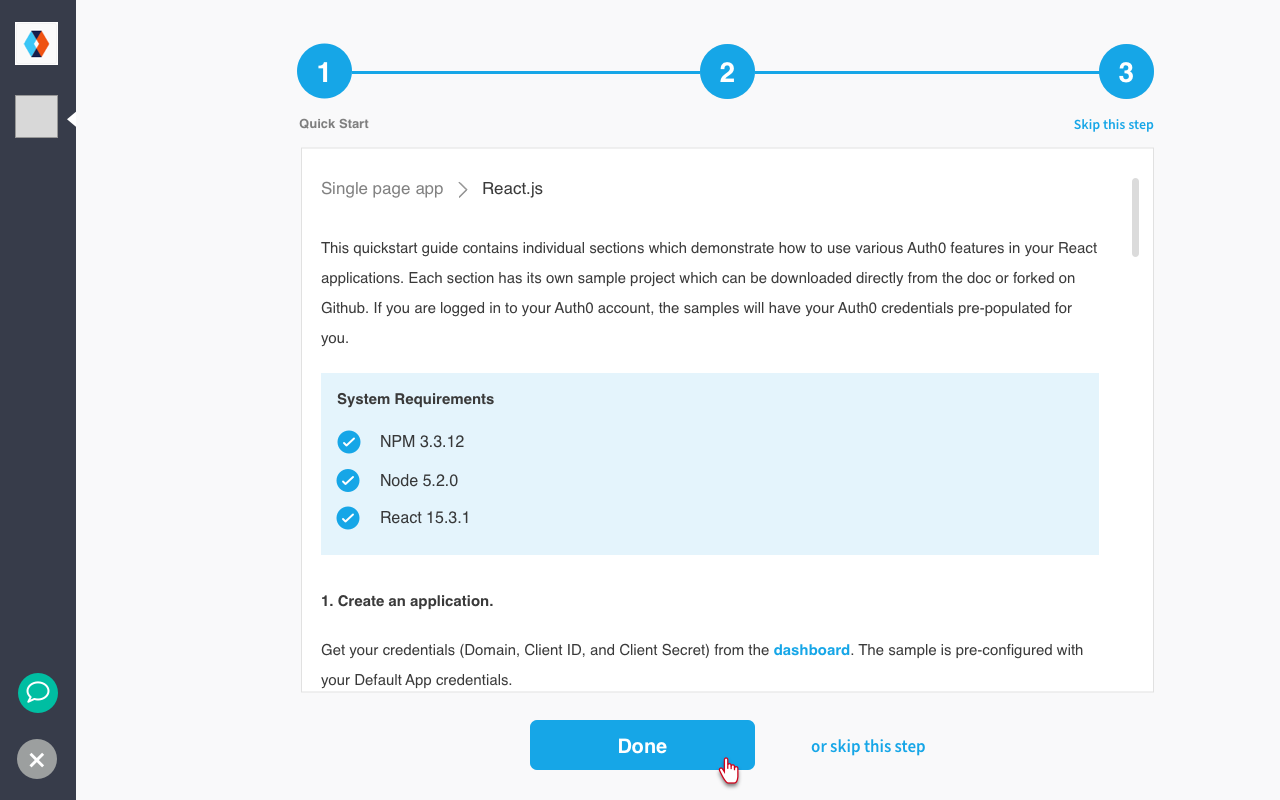 1
2
3
Quick Start
Skip this step
Single page app
React.js
This quickstart guide contains individual sections which demonstrate how to use various Auth0 features in your React
applications. Each section has its own sample project which can be downloaded directly from the doc or forked on
Github. If you are logged in to your Auth0 account, the samples will have your Auth0 credentials pre-populated for
you.
System Requirements
NPM 3.3.12
Node 5.2.0
React 15.3.1
1. Create an application.
Get your credentials (Domain, Client ID, and Client Secret) from the dashboard. The sample is pre-configured with
your Default App credentials.
Done
or skip this step